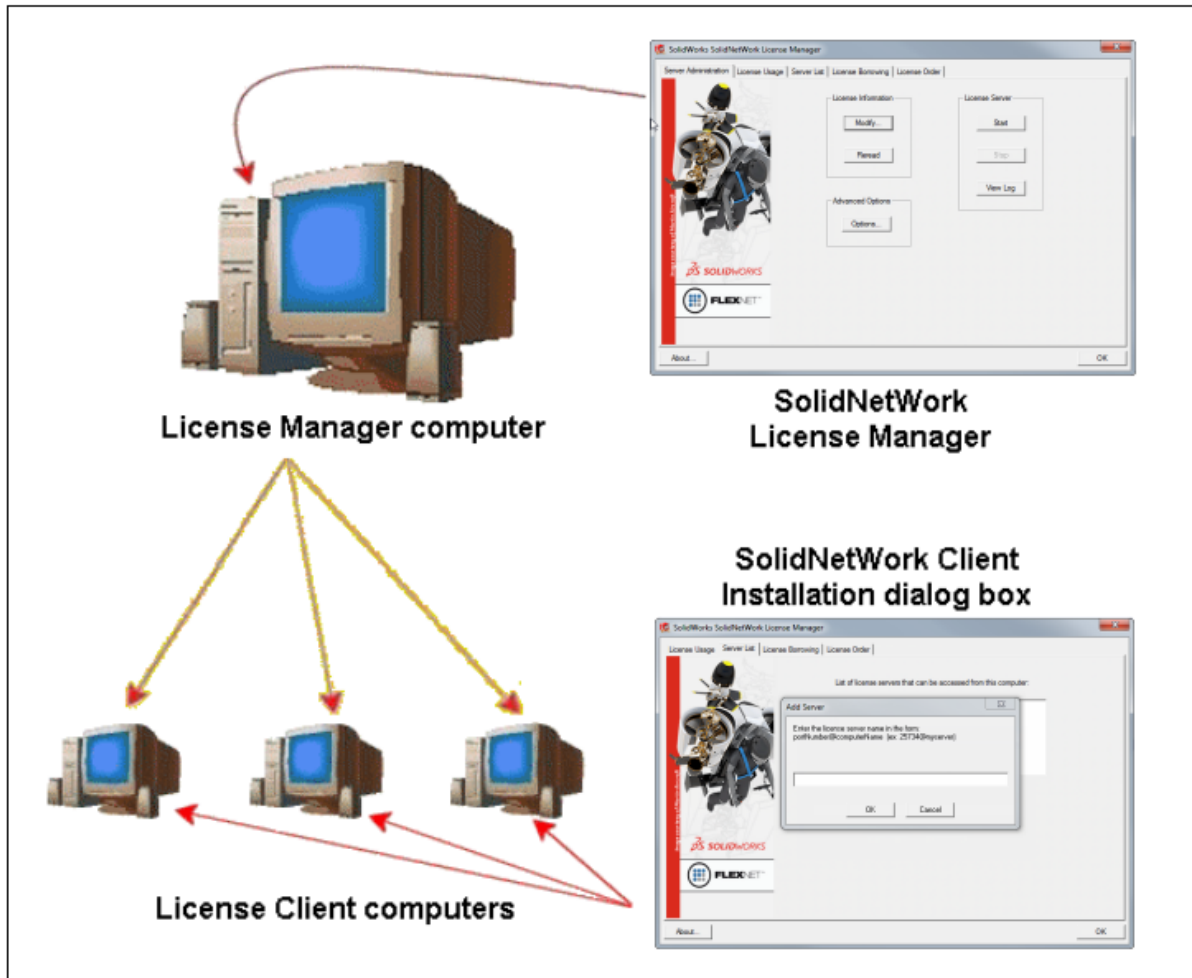 SolidWorks SolidNetWork License Manager
Server Administration | License Usage | Server List | License Borrowing | License Order
License Information
Modify...
Reread
License Server
Start
Stop
View Log
Advanced Options
Options...
SOLIDWORKS
FLEXNET
About...
OK
License Manager computer
SolidNetWork
License Manager
SolidNetWork Client
Installation dialog box
SolidWorks SolidNetWork License Manager
License Usage | Server List | License Borrowing | License Order
List of license servers that can be accessed from this computer:
Add Server
Enter the license server name in the form:
portNumber@computerName (ex: 25734@myserver)
OK
Cancel
SOLIDWORKS
FLEXNET
About...
OK
License Client computers